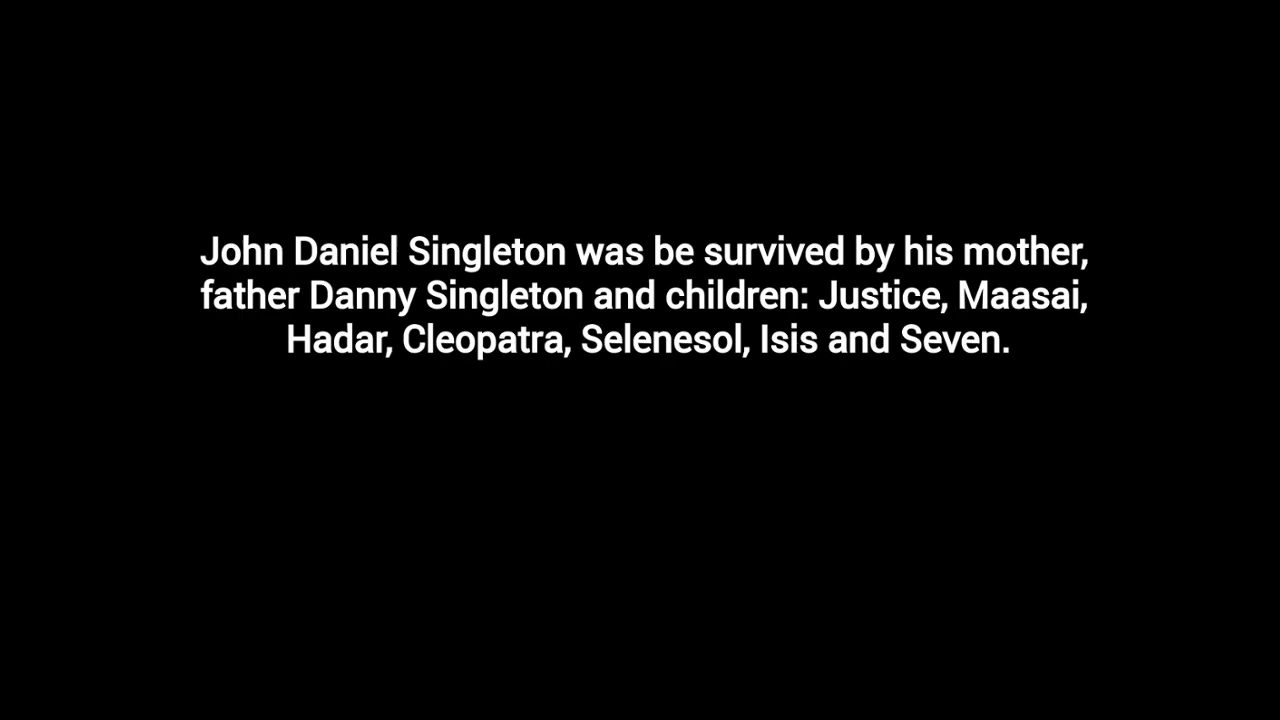 John Daniel Singleton was be survived by his mother,
father Danny Singleton and children: Justice, Maasai,
Hadar, Cleopatra, Selenesol, Isis and Seven.